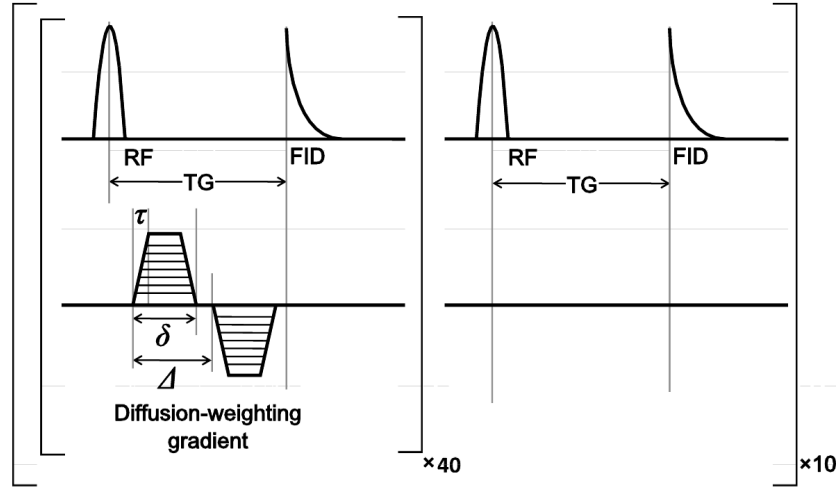 RF
FID
TG
RF
FID
TG
τ
δ
Δ
Diffusion-weighting
gradient
×40
×10